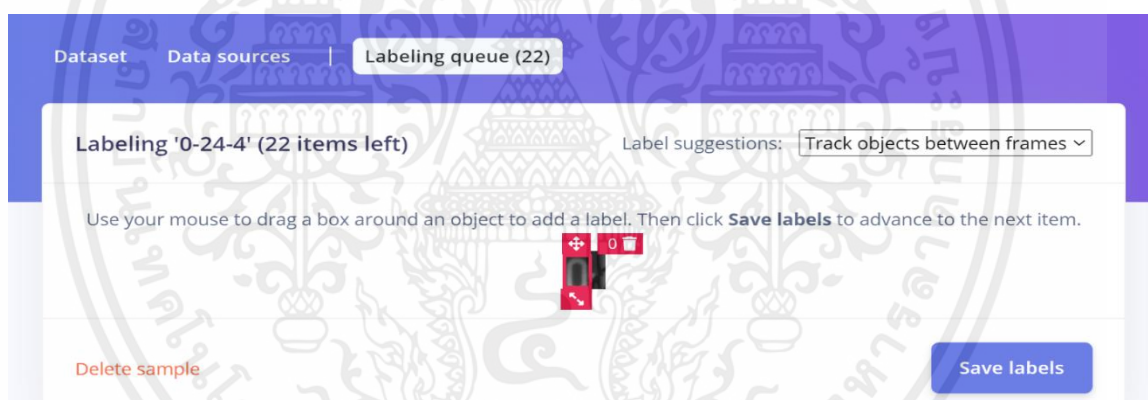 Dataset Data sources | Labeling queue (22)
Labeling '0-24-4' (22 items left) Label suggestions: Track objects between frames
Use your mouse to drag a box around an object to add a label. Then click Save labels to advance to the next item.
0
Delete sample Save labels